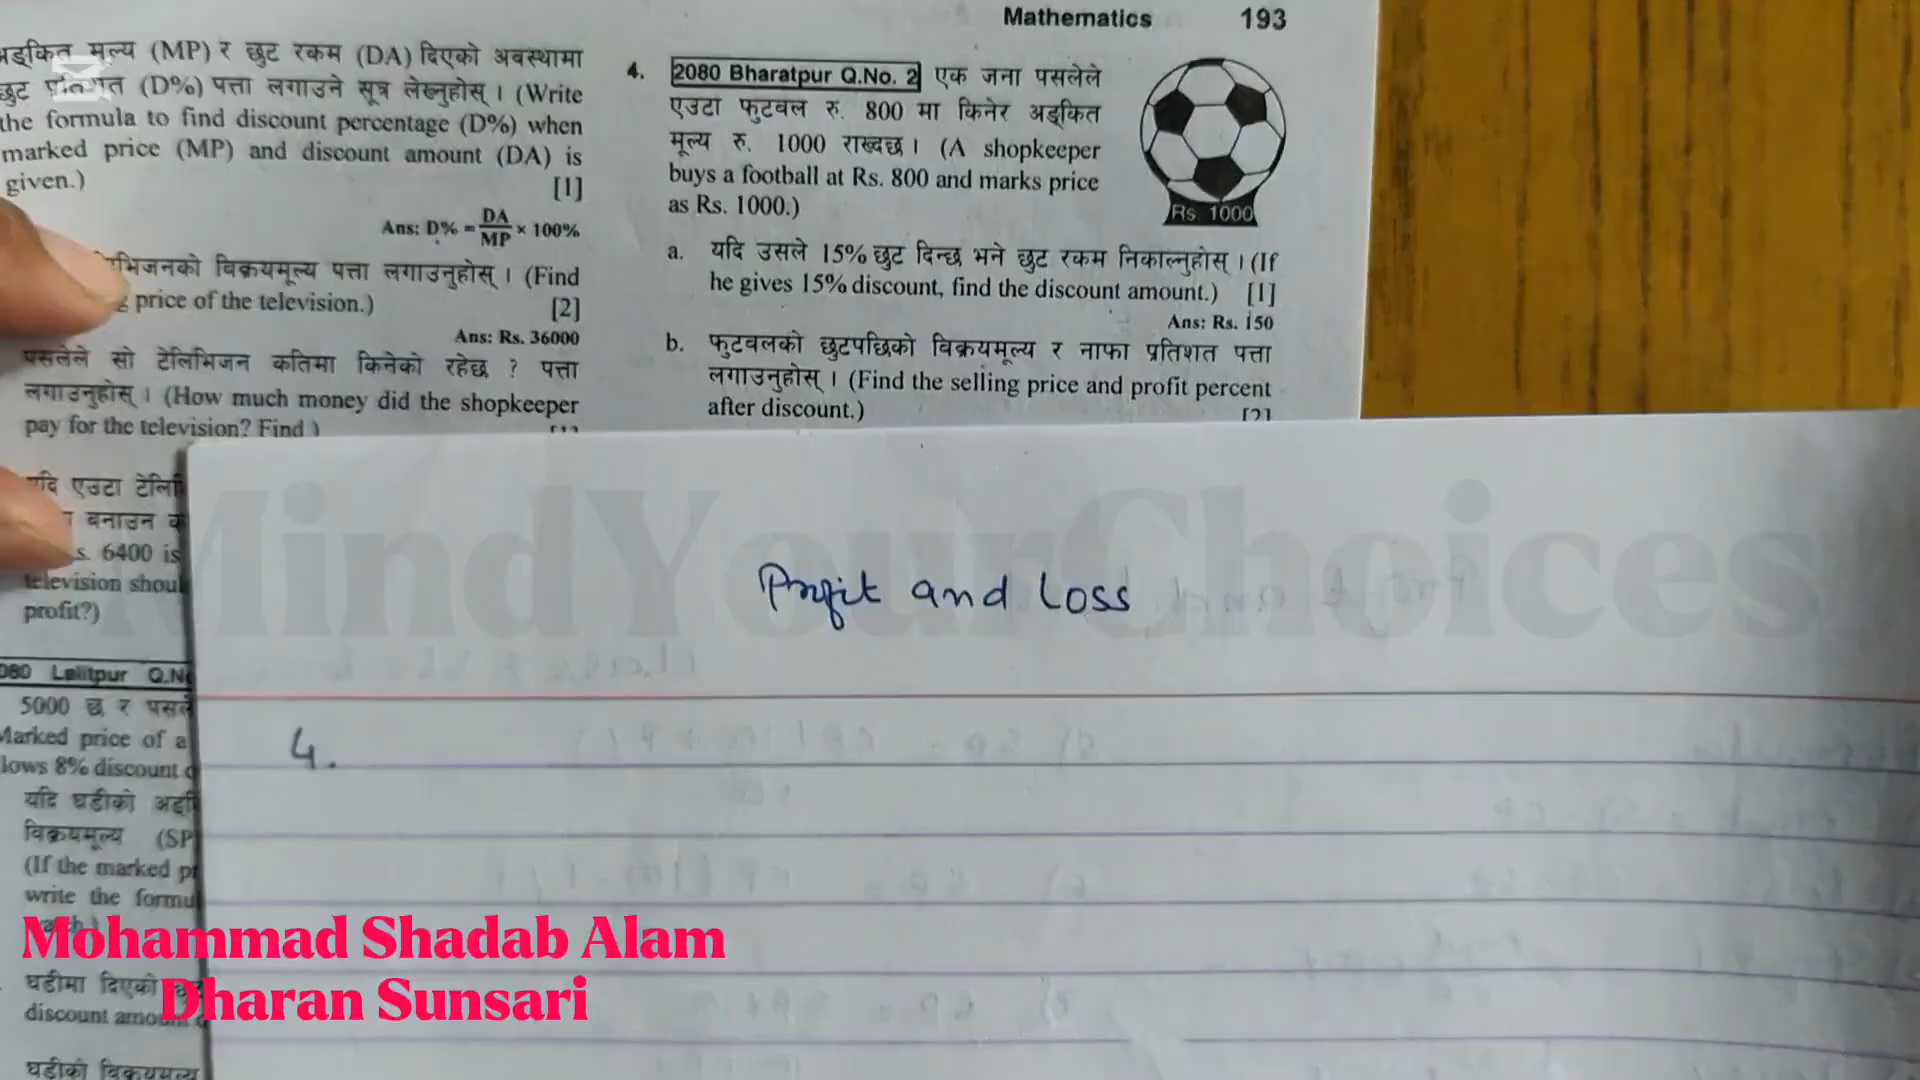 Mathematics 193
अङ्कित मूल्य (MP) र छुट रकम (DA) दिएको अवस्थामा
छुट प्रतिशत (D%) पत्ता लगाउने सूत्र लेख्नुहोस् । (Write
the formula to find discount percentage (D%) when
marked price (MP) and discount amount (DA) is
given.) [1]
Ans: D% = DA/MP × 100%
भिजनको विक्रयमूल्य पत्ता लगाउनुहोस् । (Find
price of the television.) [2]
Ans: Rs. 36000
पसलेले सो टेलिभिजन कतिमा किनेको रहेछ ? पत्ता
लगाउनुहोस् । (How much money did the shopkeeper
pay for the television? Find )
यदि एउटा टेलि
बनाउन
s. 6400 is
television shoul
profit?)
080 Lalitpur Q.N
5000 छ र पसले
Marked price of a
lows 8% discount
यदि घडीको
विक्रयमूल्य (SP
(If the marked
write the formu
घडीमा दिएको
discount amount
घडीको विक्रयमूल्य
4. 2080 Bharatpur Q.No. 2 एक जना पसलेले
एउटा फुटबल रु. 800 मा किनेर अङ्कित
मूल्य रु. 1000 राख्दछ । (A shopkeeper
buys a football at Rs. 800 and marks price
as Rs. 1000.)
Rs. 1000
a. यदि उसले 15% छुट दिन्छ भने छुट रकम निकाल्नुहोस् । (If
he gives 15% discount, find the discount amount.) [1]
Ans: Rs. 150
b. फुटबलको छुटपछिको विक्रयमूल्य र नाफा प्रतिशत पत्ता
लगाउनुहोस् । (Find the selling price and profit percent
after discount.) [2]
MindYourChoices
Profit and Loss
4.
Mohammad Shadab Alam
Dharan Sunsari